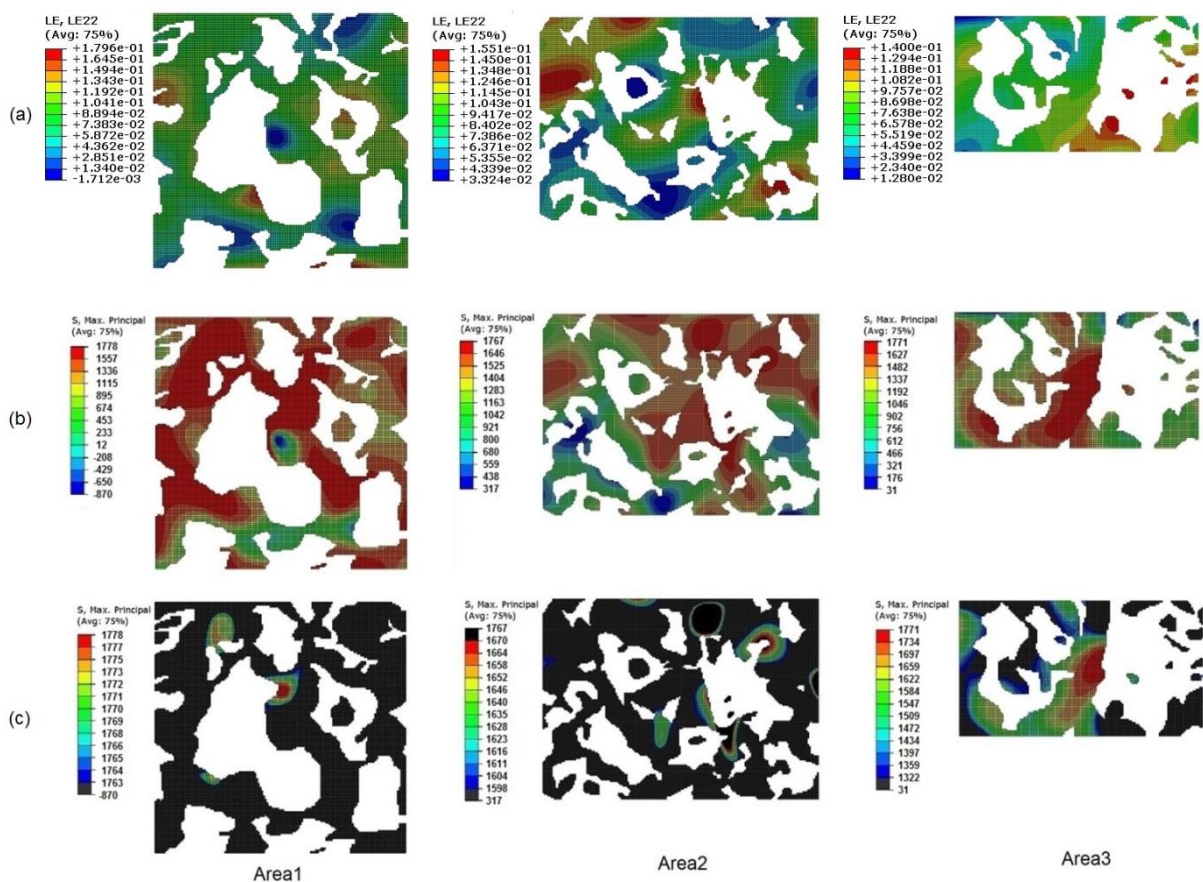 LE, LE22
(Avg: 75%)
+1.796e-01
+1.645e-01
+1.494e-01
+1.343e-01
+1.192e-01
+1.041e-01
+8.894e-02
+7.383e-02
+5.872e-02
+4.362e-02
+2.851e-02
+1.340e-02
-1.712e-03
LE, LE22
(Avg: 75%)
+1.551e-01
+1.450e-01
+1.348e-01
+1.246e-01
+1.145e-01
+1.043e-01
+9.417e-02
+8.402e-02
+7.386e-02
+6.371e-02
+5.355e-02
+4.339e-02
+3.324e-02
LE, LE22
(Avg: 75%)
+1.400e-01
+1.294e-01
+1.188e-01
+1.082e-01
+9.757e-02
+8.698e-02
+7.638e-02
+6.578e-02
+5.519e-02
+4.459e-02
+3.399e-02
+2.340e-02
+1.280e-02
(a)
S, Max. Principal
(Avg: 75%)
1778
1557
1336
1115
895
674
453
233
12
-208
-429
-650
-870
S, Max. Principal
(Avg: 75%)
1767
1646
1525
1404
1283
1163
1042
921
800
680
559
438
317
S, Max. Principal
(Avg: 75%)
1771
1627
1482
1337
1192
1046
902
756
612
466
321
176
31
(b)
S, Max. Principal
(Avg: 75%)
1778
1777
1775
1774
1773
1772
1771
1770
1769
1768
1766
1765
1764
1763
-870
S, Max. Principal
(Avg: 75%)
1767
1670
1664
1658
1652
1646
1640
1635
1628
1623
1616
1611
1604
1598
317
S, Max. Principal
(Avg: 75%)
1771
1734
1697
1659
1622
1584
1547
1509
1472
1434
1397
1359
1322
31
(c)
Area1
Area2
Area3